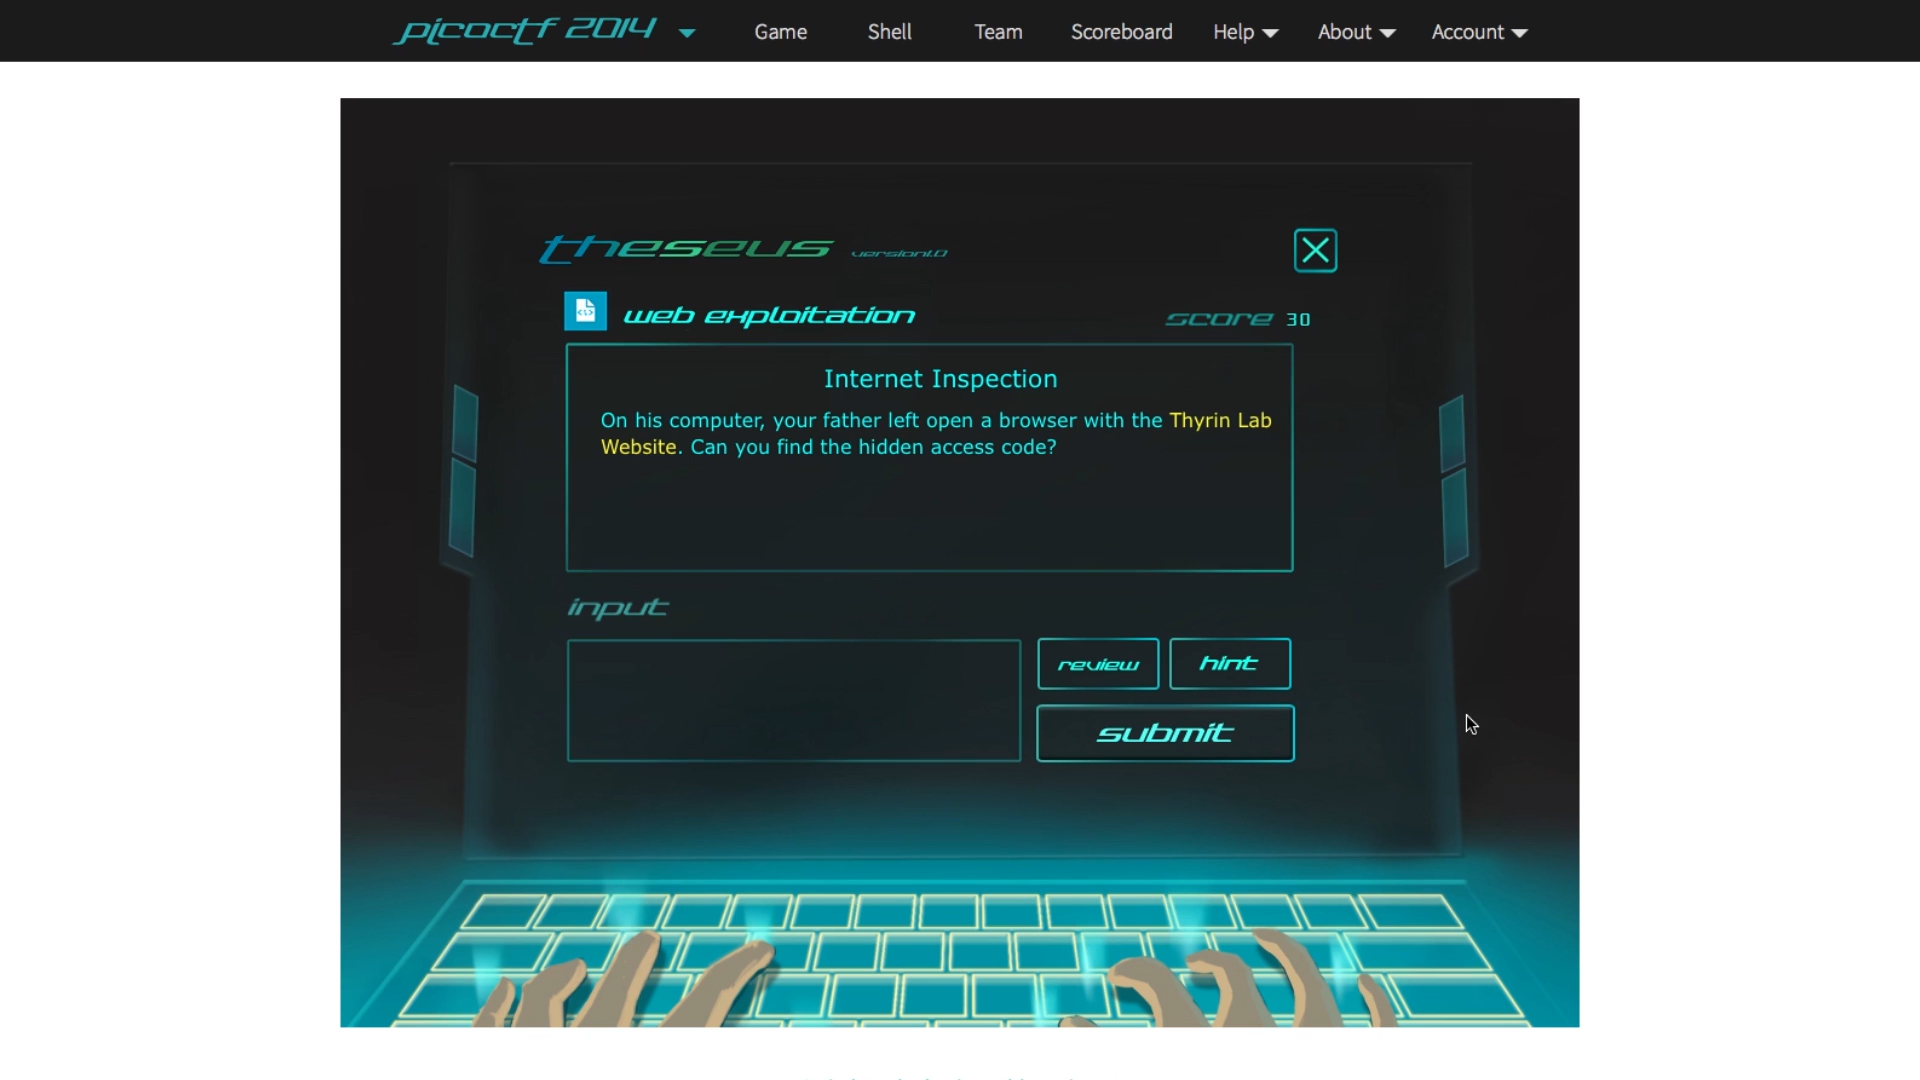 picoctf 2014
Game
Shell
Team
Scoreboard
Help
About
Account
theseus version1.0
web exploitation
score 30
Internet Inspection
On his computer, your father left open a browser with the Thyrin Lab
Website. Can you find the hidden access code?
input
review
hint
submit